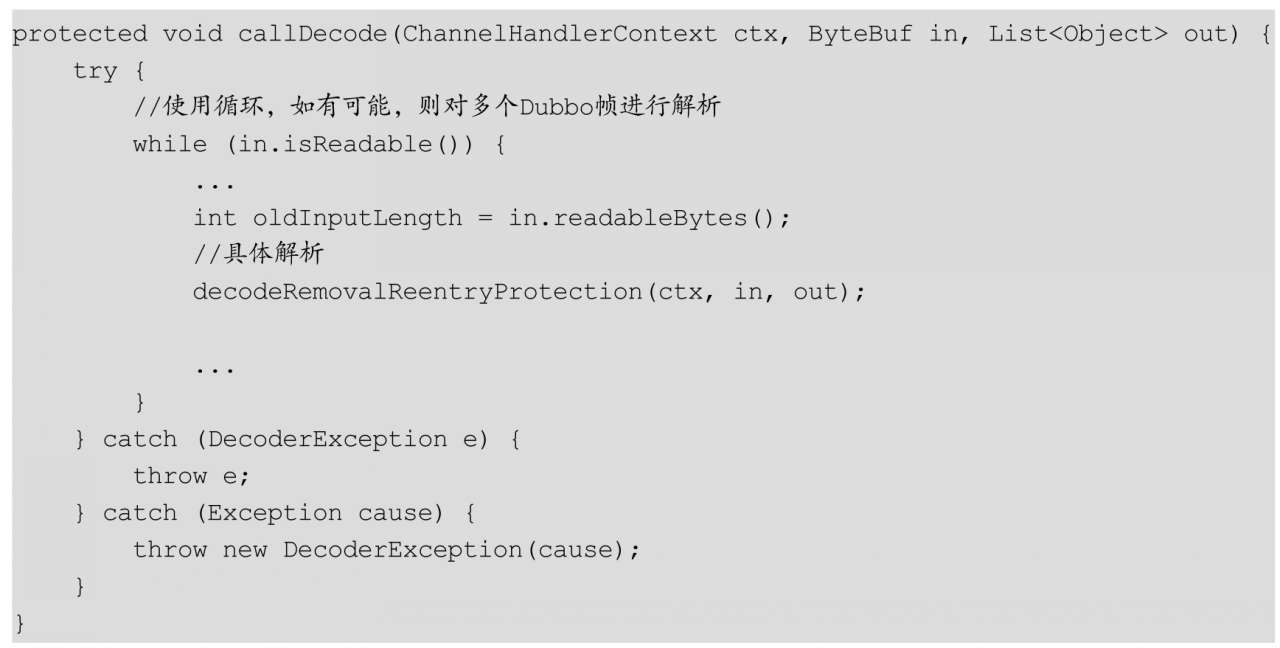 protected void callDecode(ChannelHandlerContext ctx, ByteBuf in, List<Object> out) {
    try {
        //使用循环，如有可能，则对多个Dubbo帧进行解析
        while (in.isReadable()) {
            ...
            int oldInputLength = in.readableBytes();
            //具体解析
            decodeRemovalReentryProtection(ctx, in, out);

            ...
        }
    } catch (DecoderException e) {
        throw e;
    } catch (Exception cause) {
        throw new DecoderException(cause);
    }
}